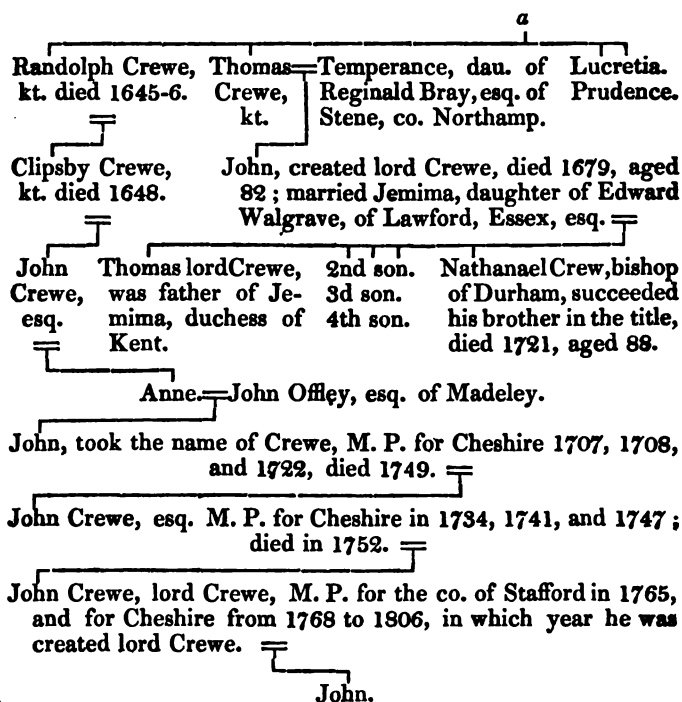 a
Randolph Crewe, Thomas Temperance, dau. of Lucretia.
kt. died 1645-6. Crewe, Reginald Bray, esq. of Prudence.
kt. Stene, co. Northamp.
Clipsby Crewe, John, created lord Crewe, died 1679, aged
kt. died 1648. 82; married Jemima, daughter of Edward
Walgrave, of Lawford, Essex, esq.
John Thomas lord Crewe, 2nd son. Nathanael Crew, bishop
Crewe, was father of Je- 3d son. of Durham, succeeded
esq. mima, duchess of 4th son. his brother in the title,
Kent. died 1721, aged 88.
Anne. John Offley, esq. of Madeley.
John, took the name of Crewe, M. P. for Cheshire 1707, 1708,
and 1722, died 1749.
John Crewe, esq. M. P. for Cheshire in 1734, 1741, and 1747;
died in 1752.
John Crewe, lord Crewe, M. P. for the co. of Stafford in 1765,
and for Cheshire from 1768 to 1806, in which year he was
created lord Crewe.
John.